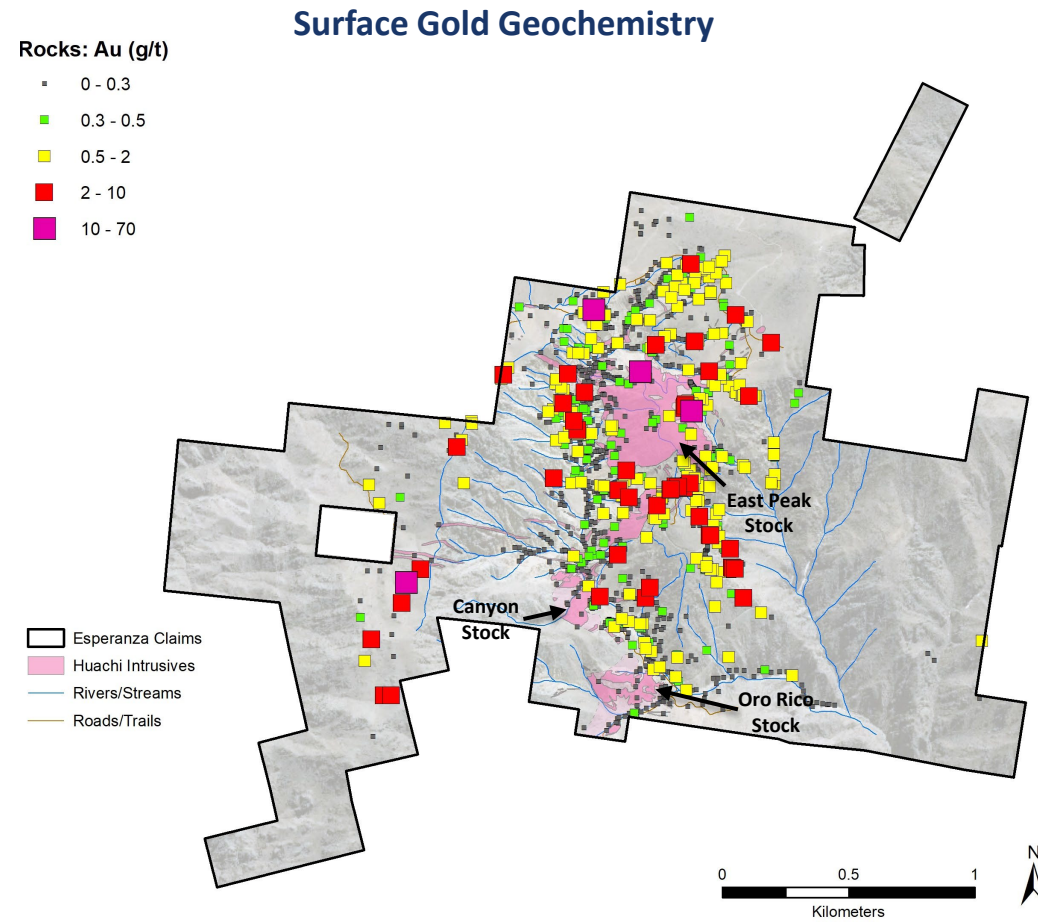 Surface Gold Geochemistry
Rocks: Au (g/t)
0 - 0.3
0.3 - 0.5
0.5 - 2
2 - 10
10 - 70
East Peak
Stock
Canyon
Stock
Oro Rico
Stock
Esperanza Claims
Huachi Intrusives
Rivers/Streams
Roads/Trails
N
0 0.5 1
Kilometers